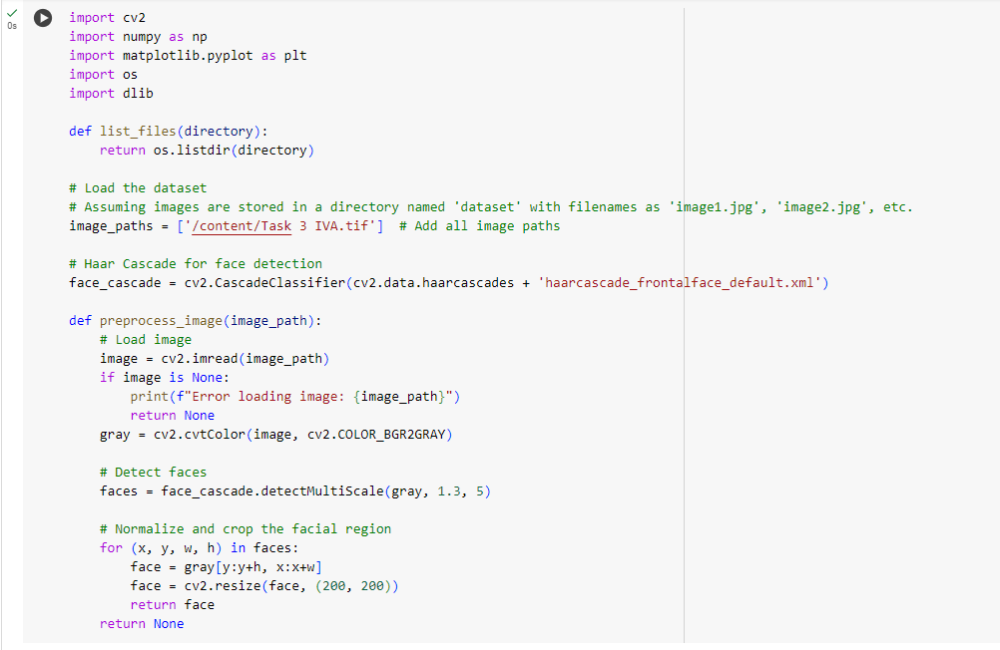 0s
import cv2
import numpy as np
import matplotlib.pyplot as plt
import os
import dlib

def list_files(directory):
    return os.listdir(directory)

# Load the dataset
# Assuming images are stored in a directory named 'dataset' with filenames as 'image1.jpg', 'image2.jpg', etc.
image_paths = ['/content/Task 3 IVA.tif']  # Add all image paths

# Haar Cascade for face detection
face_cascade = cv2.CascadeClassifier(cv2.data.haarcascades + 'haarcascade_frontalface_default.xml')

def preprocess_image(image_path):
    # Load image
    image = cv2.imread(image_path)
    if image is None:
        print(f"Error loading image: {image_path}")
        return None
    gray = cv2.cvtColor(image, cv2.COLOR_BGR2GRAY)

    # Detect faces
    faces = face_cascade.detectMultiScale(gray, 1.3, 5)

    # Normalize and crop the facial region
    for (x, y, w, h) in faces:
        face = gray[y:y+h, x:x+w]
        face = cv2.resize(face, (200, 200))
        return face
    return None